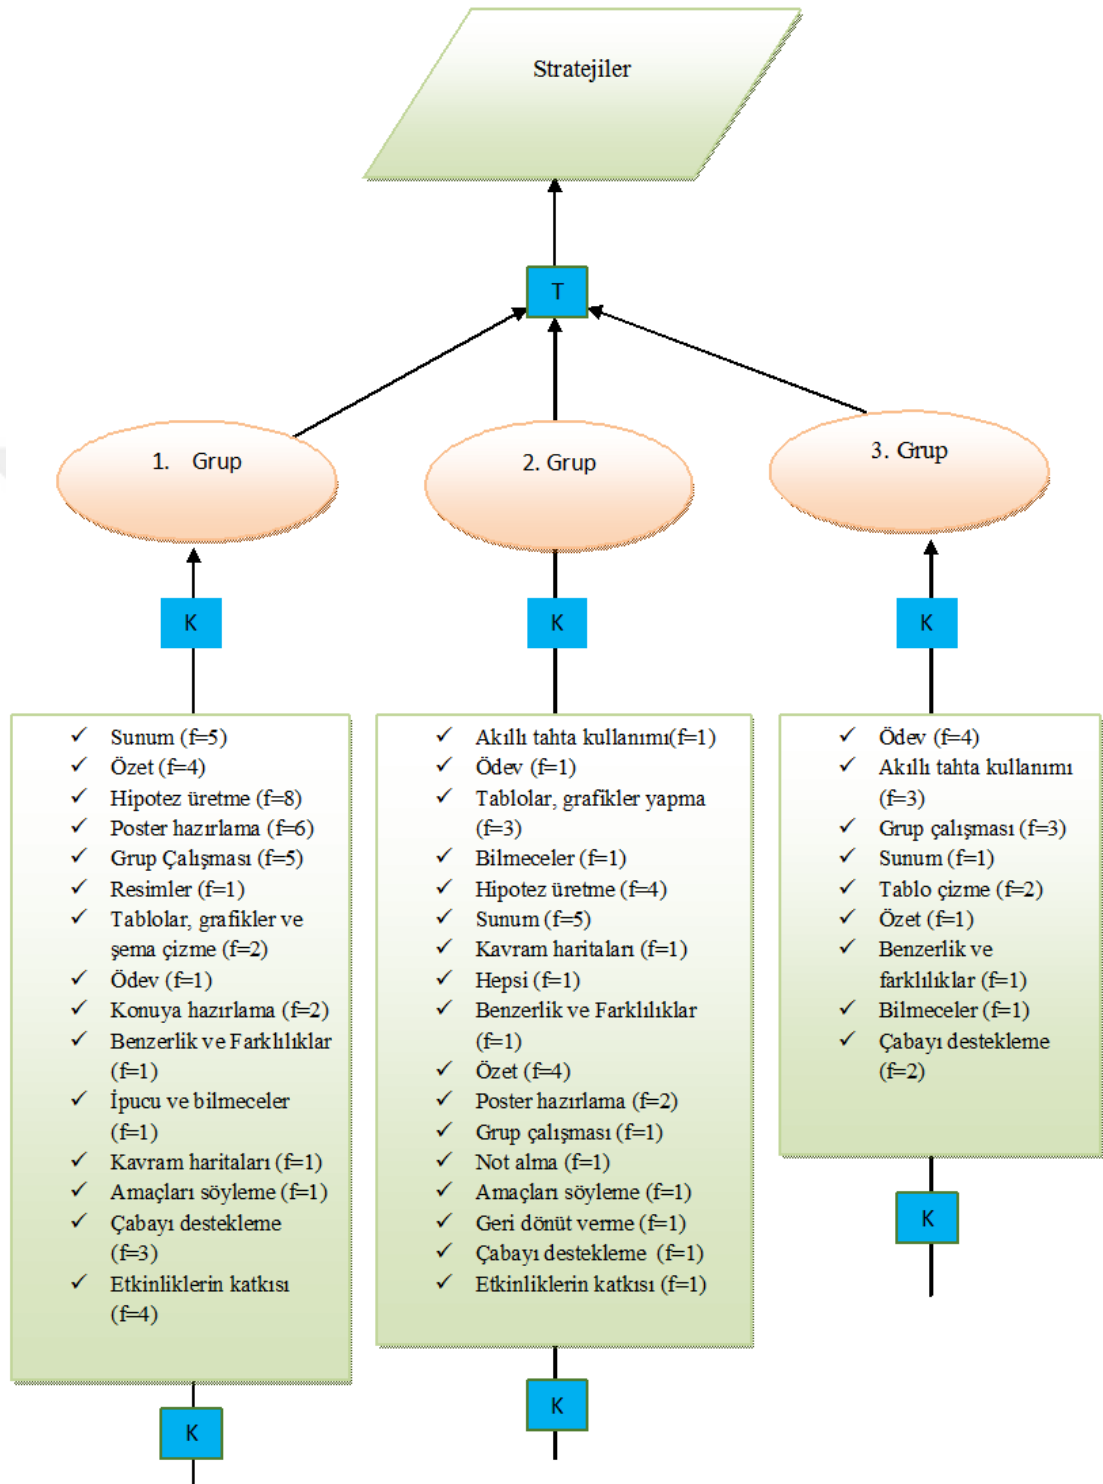 Stratejiler
T
1. Grup
2. Grup
3. Grup
K
K
K
✓ Sunum (f=5)
✓ Özet (f=4)
✓ Hipotez üretme (f=8)
✓ Poster hazırlama (f=6)
✓ Grup Çalışması (f=5)
✓ Resimler (f=1)
✓ Tablolar, grafikler ve
şema çizme (f=2)
✓ Ödev (f=1)
✓ Konuya hazırlama (f=2)
✓ Benzerlik ve Farklılıklar
(f=1)
✓ İpucu ve bilmeceler
(f=1)
✓ Kavram haritaları (f=1)
✓ Amaçları söyleme (f=1)
✓ Çabayı destekleme
(f=3)
✓ Etkinliklerin katkısı
(f=4)
✓ Akıllı tahta kullanımı(f=1)
✓ Ödev (f=1)
✓ Tablolar, grafikler yapma
(f=3)
✓ Bilmeceler (f=1)
✓ Hipotez üretme (f=4)
✓ Sunum (f=5)
✓ Kavram haritaları (f=1)
✓ Hepsi (f=1)
✓ Benzerlik ve Farklılıklar
(f=1)
✓ Özet (f=4)
✓ Poster hazırlama (f=2)
✓ Grup çalışması (f=1)
✓ Not alma (f=1)
✓ Amaçları söyleme (f=1)
✓ Geri dönüt verme (f=1)
✓ Çabayı destekleme (f=1)
✓ Etkinliklerin katkısı (f=1)
✓ Ödev (f=4)
✓ Akıllı tahta kullanımı
(f=3)
✓ Grup çalışması (f=3)
✓ Sunum (f=1)
✓ Tablo çizme (f=2)
✓ Özet (f=1)
✓ Benzerlik ve
farklılıklar (f=1)
✓ Bilmeceler (f=1)
✓ Çabayı destekleme
(f=2)
K
K
K